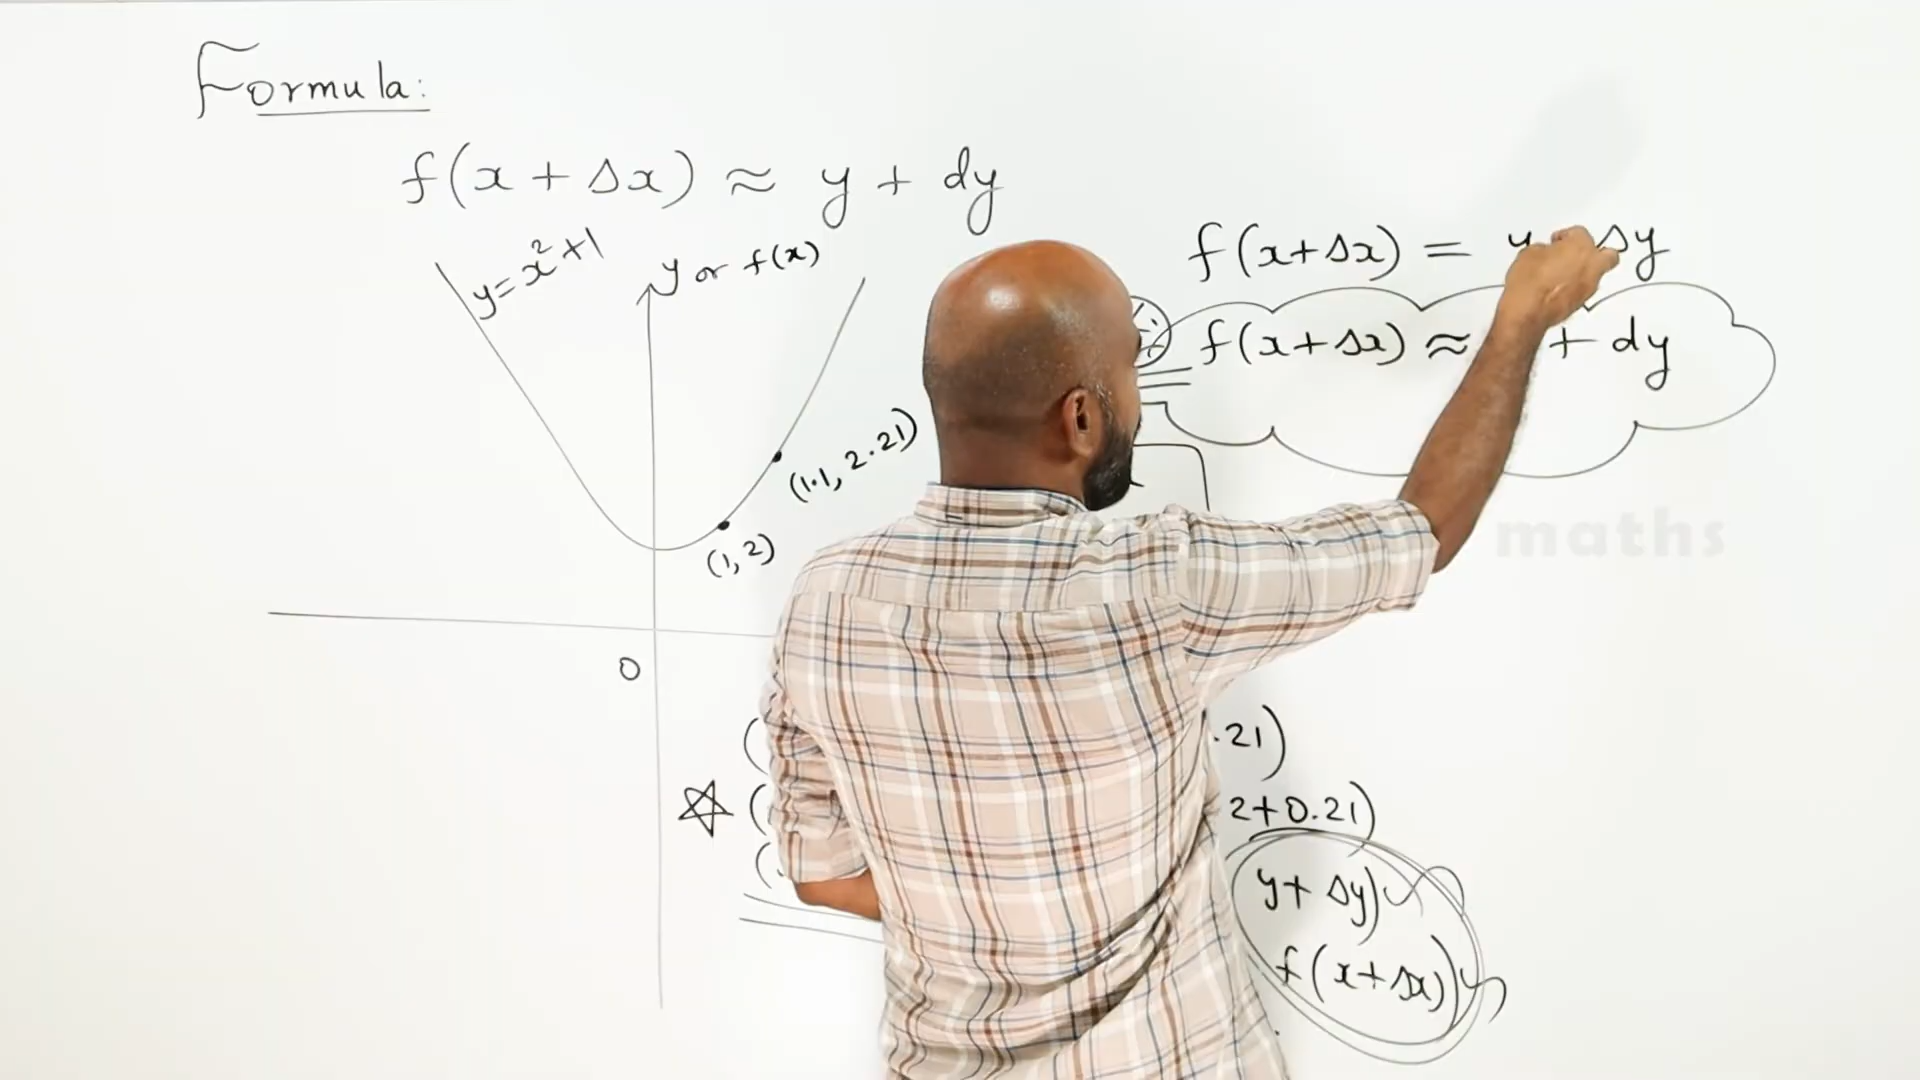 Formula:
f(x + Δx) ≈ y + dy
y = x² + 1
y or f(x)
(1.1, 2.21)
(1, 2)
0
f(x+Δx) = y Δy
f(x+Δx) ≈ + dy
maths
(
.21)
(
2+0.21)
(
y+ Δy)
f(x+Δx)